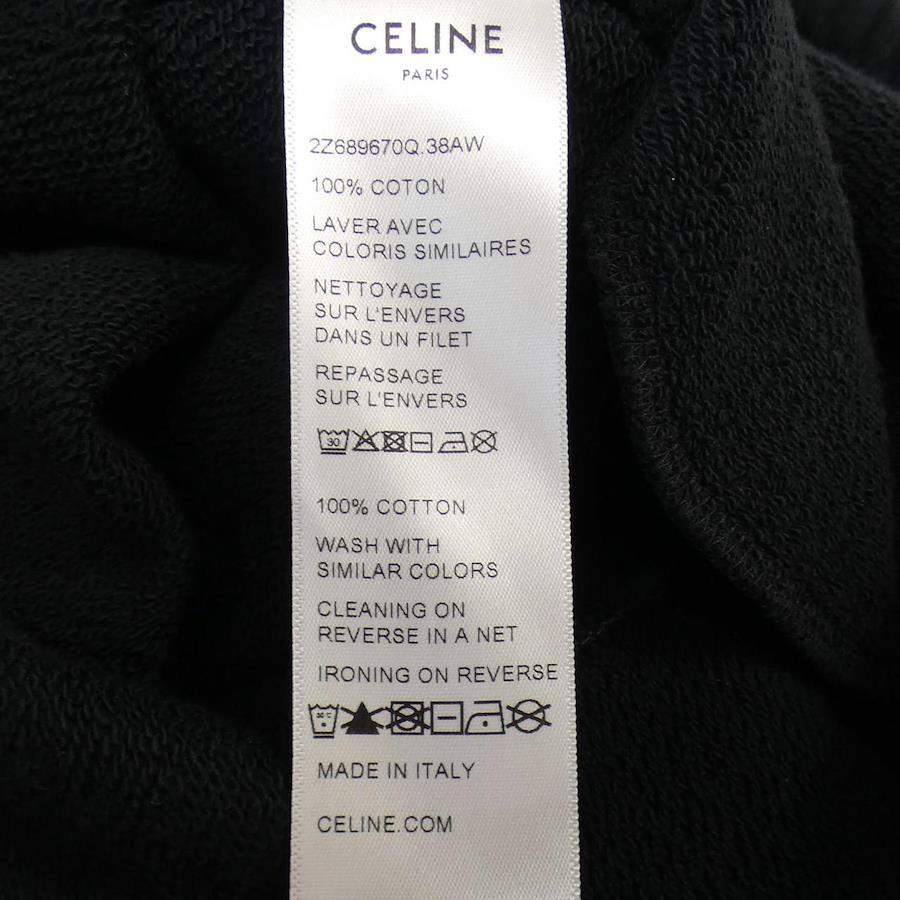 CELINE
PARIS
2Z689670Q.38AW
100% COTON
LAVER AVEC
COLORIS SIMILAIRES
NETTOYAGE
SUR L'ENVERS
DANS UN FILET
REPASSAGE
SUR L'ENVERS
30
100% COTTON
WASH WITH
SIMILAR COLORS
CLEANING ON
REVERSE IN A NET
IRONING ON REVERSE
30°C
MADE IN ITALY
CELINE.COM